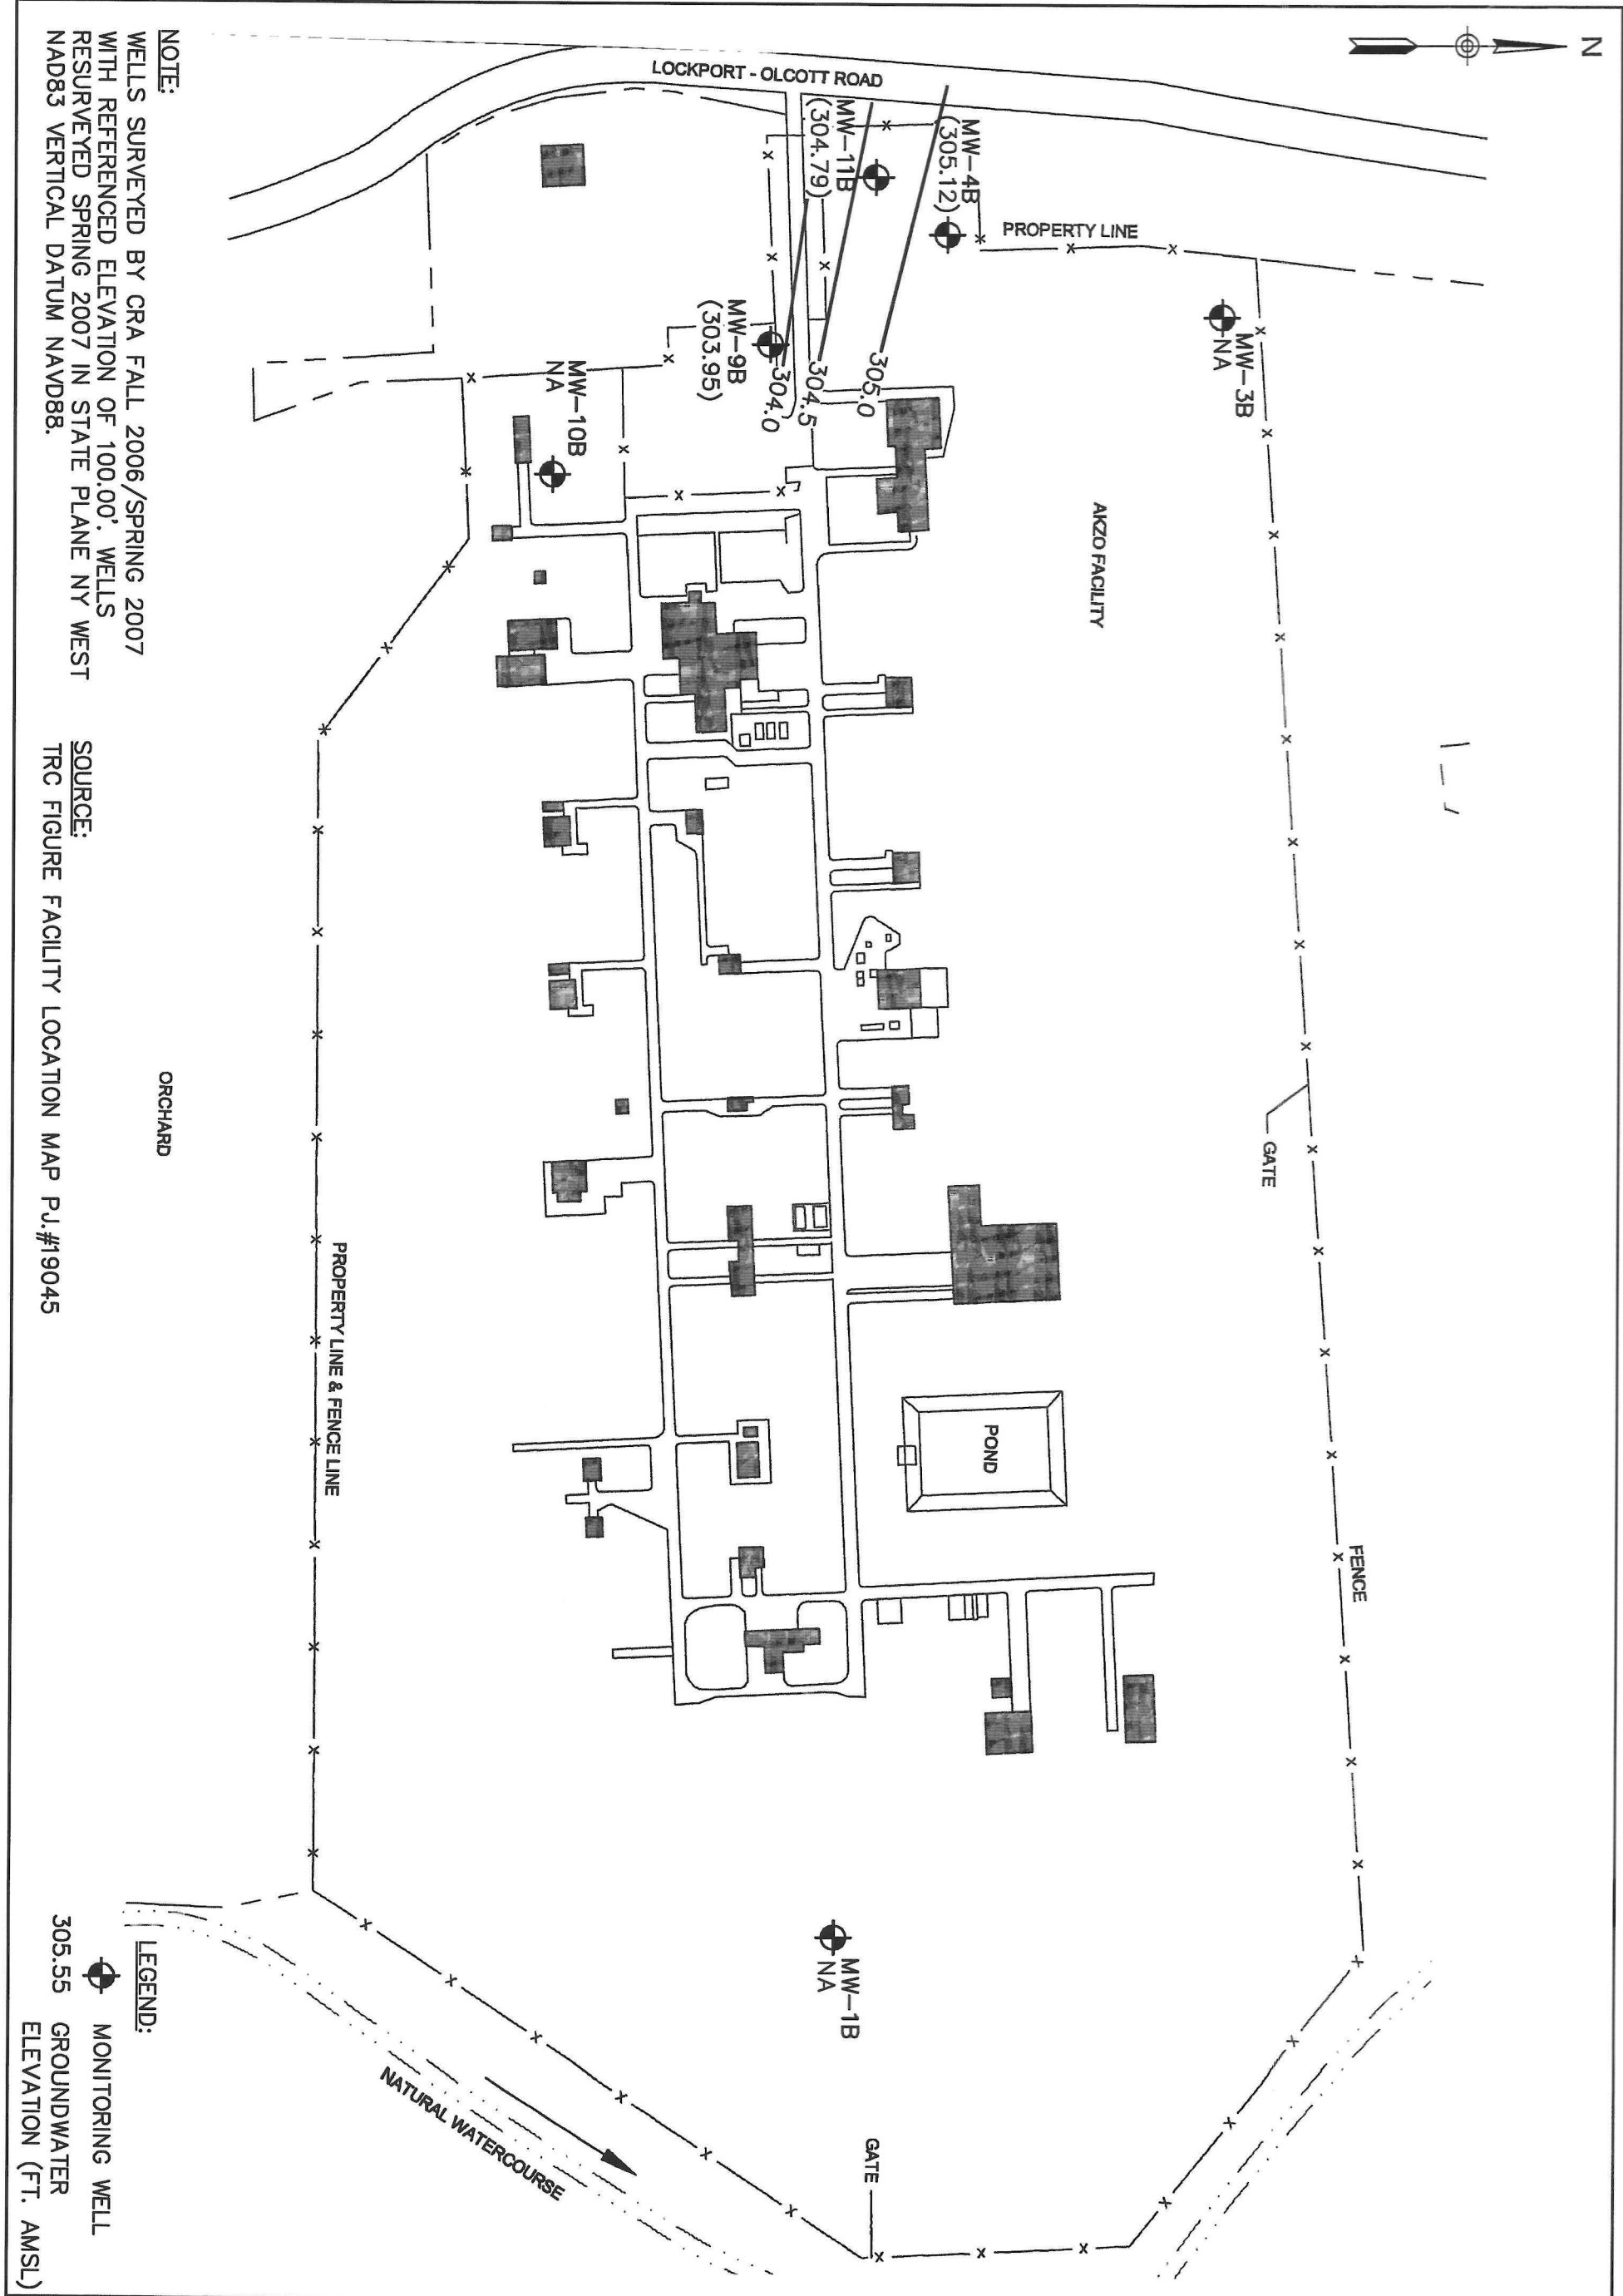 N
LOCKPORT - OLCOTT ROAD
MW-4B
(305.12)
MW-11B
(304.79)
PROPERTY LINE
MW-3B
NA
MW-9B
(303.95)
305.0
304.5
304.0
MW-10B
NA
AKZO FACILITY
GATE
POND
FENCE
PROPERTY LINE & FENCE LINE
ORCHARD
MW-1B
NA
GATE
NATURAL WATERCOURSE
NOTE:
WELLS SURVEYED BY CRA FALL 2006/SPRING 2007
WITH REFERENCED ELEVATION OF 100.00'. WELLS
RESURVEYED SPRING 2007 IN STATE PLANE NY WEST
NAD83 VERTICAL DATUM NAVD88.
SOURCE:
TRC FIGURE FACILITY LOCATION MAP PJ.#19045
LEGEND:
MONITORING WELL
305.55 GROUNDWATER
ELEVATION (FT. AMSL)